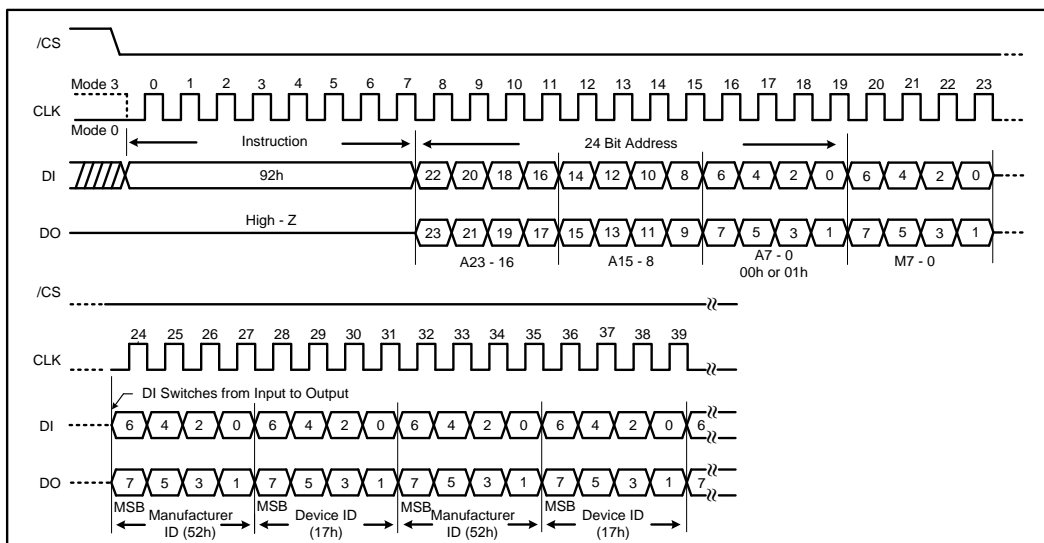 /CS
Mode 3 0 1 2 3 4 5 6 7 8 9 10 11 12 13 14 15 16 17 18 19 20 21 22 23
CLK
Mode 0
Instruction 24 Bit Address
DI 92h 22 20 18 16 14 12 10 8 6 4 2 0 6 4 2 0
High - Z
DO 23 21 19 17 15 13 11 9 7 5 3 1 7 5 3 1
A23 - 16 A15 - 8 A7 - 0 M7 - 0
00h or 01h
/CS
24 25 26 27 28 29 30 31 32 33 34 35 36 37 38 39
CLK
DI Switches from Input to Output
DI 6 4 2 0 6 4 2 0 6 4 2 0 6 4 2 0 6
DO 7 5 3 1 7 5 3 1 7 5 3 1 7 5 3 1 7
MSB MSB MSB MSB
Manufacturer Device ID Manufacturer Device ID
ID (52h) (17h) ID (52h) (17h)